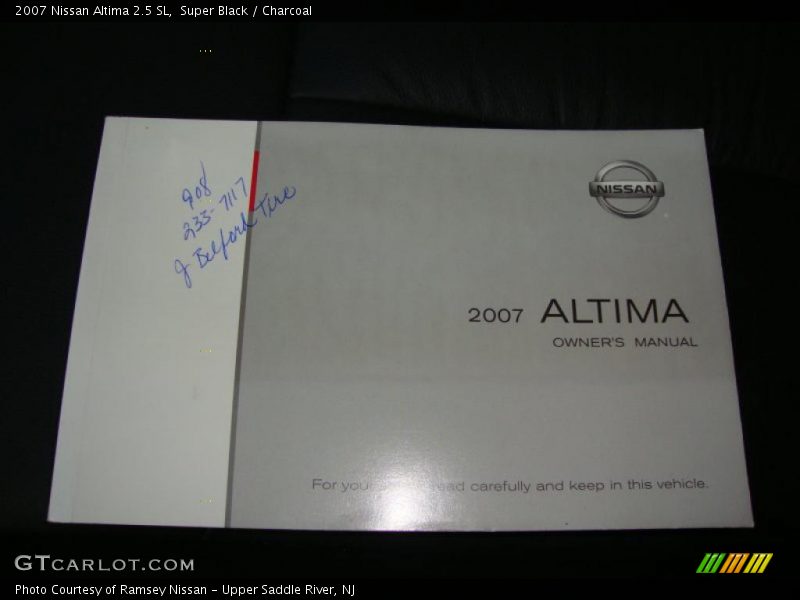 2007 Nissan Altima 2.5 SL,  Super Black / Charcoal
908
233-7117
J Belford Tire
NISSAN
2007 ALTIMA
OWNER'S MANUAL
For your read carefully and keep in this vehicle.
GTCARLOT.COM
Photo Courtesy of Ramsey Nissan - Upper Saddle River, NJ